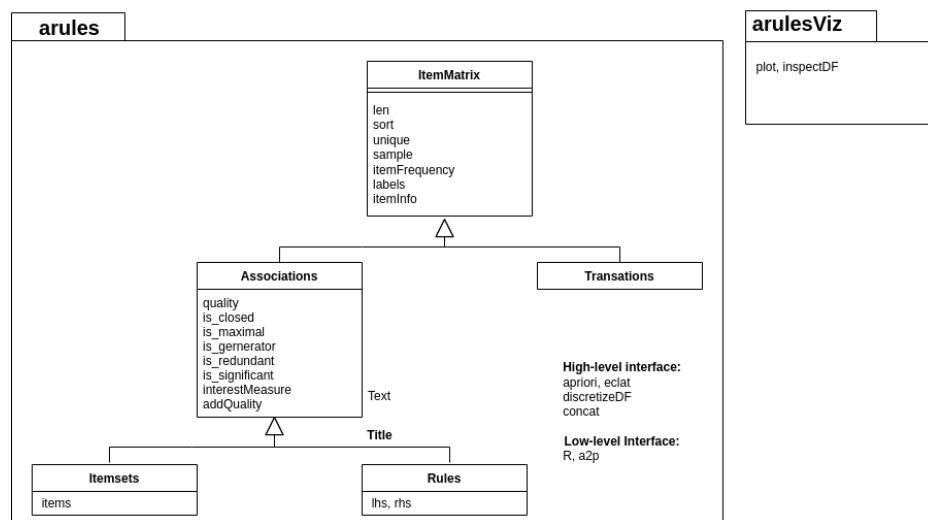 arules
arulesViz
plot, inspectDF
ItemMatrix
len
sort
unique
sample
itemFrequency
labels
itemInfo
Associations
quality
is_closed
is_maximal
is_gernerator
is_redundant
is_significant
interestMeasure
addQuality
Transations
Text
Title
High-level interface:
apriori, eclat
discretizeDF
concat
Low-level Interface:
R, a2p
Itemsets
items
Rules
lhs, rhs